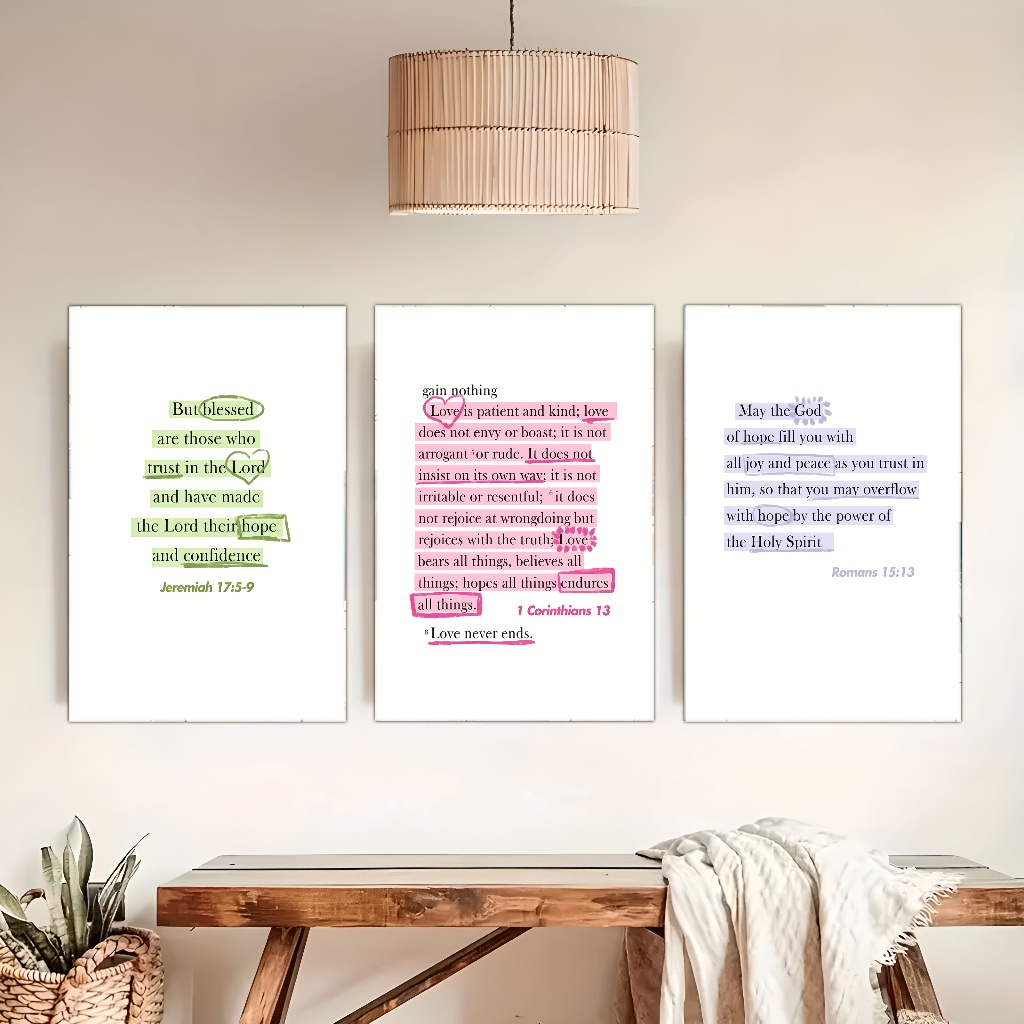 But blessed
are those who
trust in the Lord
and have made
the Lord their hope
and confidence
Jeremiah 17:5-9
gain nothing
Love is patient and kind; love
does not envy or boast; it is not
arrogant ⁵or rude. It does not
insist on its own way; it is not
irritable or resentful; ⁶it does
not rejoice at wrongdoing but
rejoices with the truth; Love
bears all things, believes all
things; hopes all things endures
all things.
1 Corinthians 13
⁸Love never ends.
May the God
of hope fill you with
all joy and peace as you trust in
him, so that you may overflow
with hope by the power of
the Holy Spirit
Romans 15:13